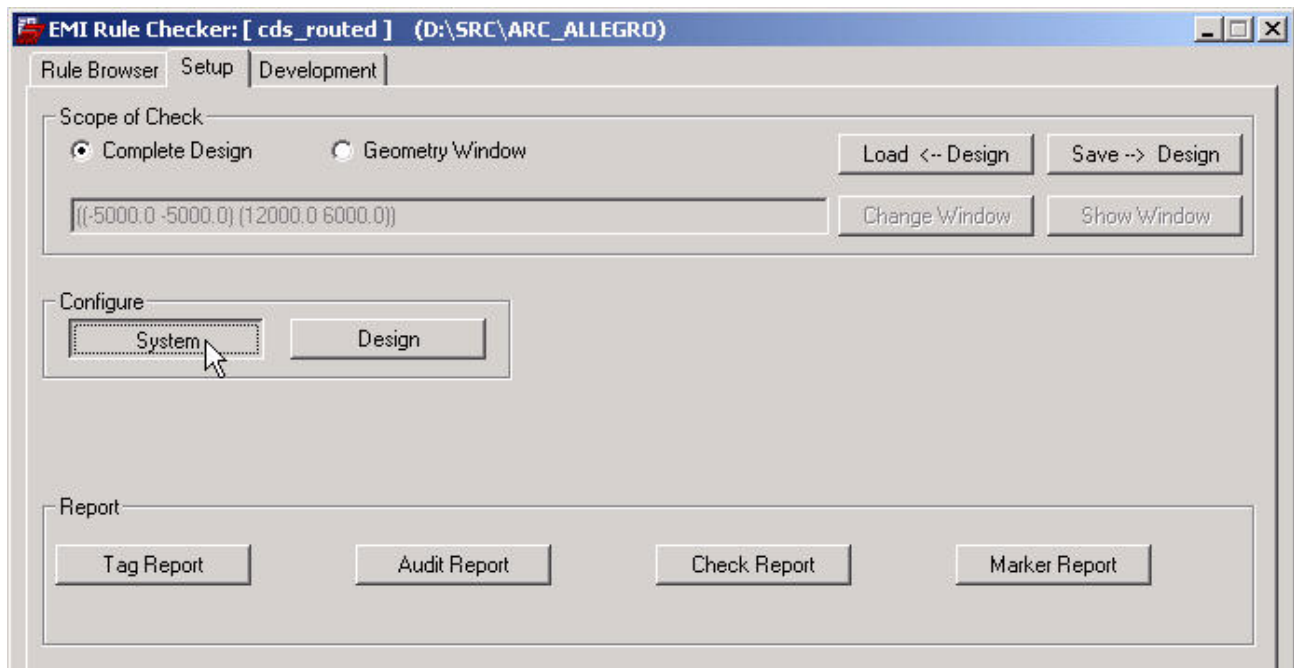 EMI Rule Checker: [ cds_routed ] (D:\SRC\ARC_ALLEGRO)
Rule Browser Setup Development
Scope of Check
Complete Design Geometry Window Load <-- Design Save --> Design
((-5000.0 -5000.0) (12000.0 6000.0)) Change Window Show Window
Configure
System Design
Report
Tag Report Audit Report Check Report Marker Report